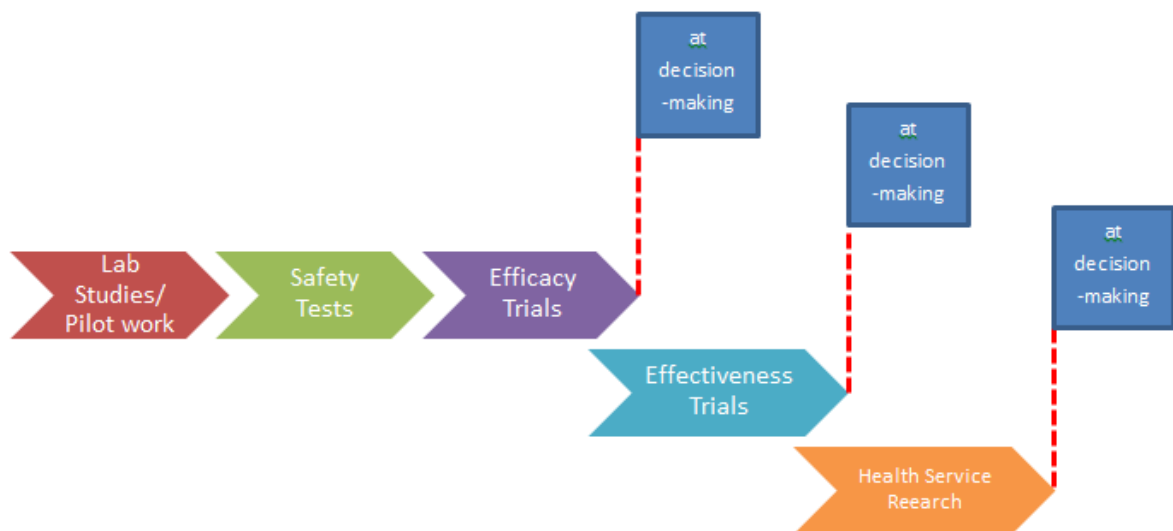 at
decision
-making
at
decision
-making
at
decision
-making
Lab
Studies/
Pilot work
Safety
Tests
Efficacy
Trials
Effectiveness
Trials
Health Service
Reearch